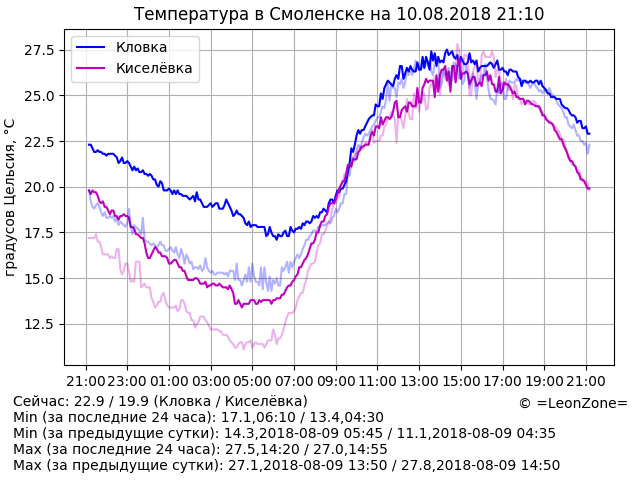 Температура в Смоленске на 10.08.2018 21:10
Кловка
Киселёвка
градусов Цельсия, °C
27.5
25.0
22.5
20.0
17.5
15.0
12.5
21:00 23:00 01:00 03:00 05:00 07:00 09:00 11:00 13:00 15:00 17:00 19:00 21:00
Сейчас: 22.9 / 19.9 (Кловка / Киселёвка)
© =LeonZone=
Min (за последние 24 часа): 17.1,06:10 / 13.4,04:30
Min (за предыдущие сутки): 14.3,2018-08-09 05:45 / 11.1,2018-08-09 04:35
Max (за последние 24 часа): 27.5,14:20 / 27.0,14:55
Max (за предыдущие сутки): 27.1,2018-08-09 13:50 / 27.8,2018-08-09 14:50